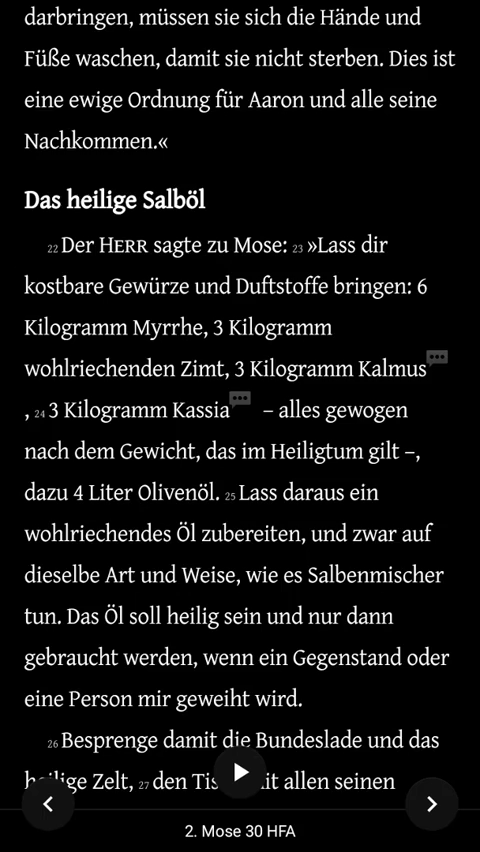 darbringen, müssen sie sich die Hände und
Füße waschen, damit sie nicht sterben. Dies ist
eine ewige Ordnung für Aaron und alle seine
Nachkommen.«
Das heilige Salböl
22 Der HERR sagte zu Mose: 23 »Lass dir
kostbare Gewürze und Duftstoffe bringen: 6
Kilogramm Myrrhe, 3 Kilogramm
wohlriechenden Zimt, 3 Kilogramm Kalmus
, 24 3 Kilogramm Kassia – alles gewogen
nach dem Gewicht, das im Heiligtum gilt –,
dazu 4 Liter Olivenöl. 25 Lass daraus ein
wohlriechendes Öl zubereiten, und zwar auf
dieselbe Art und Weise, wie es Salbenmischer
tun. Das Öl soll heilig sein und nur dann
gebraucht werden, wenn ein Gegenstand oder
eine Person mir geweiht wird.
26 Besprenge damit die Bundeslade und das
heilige Zelt, 27 den allen seinen
2. Mose 30 HFA